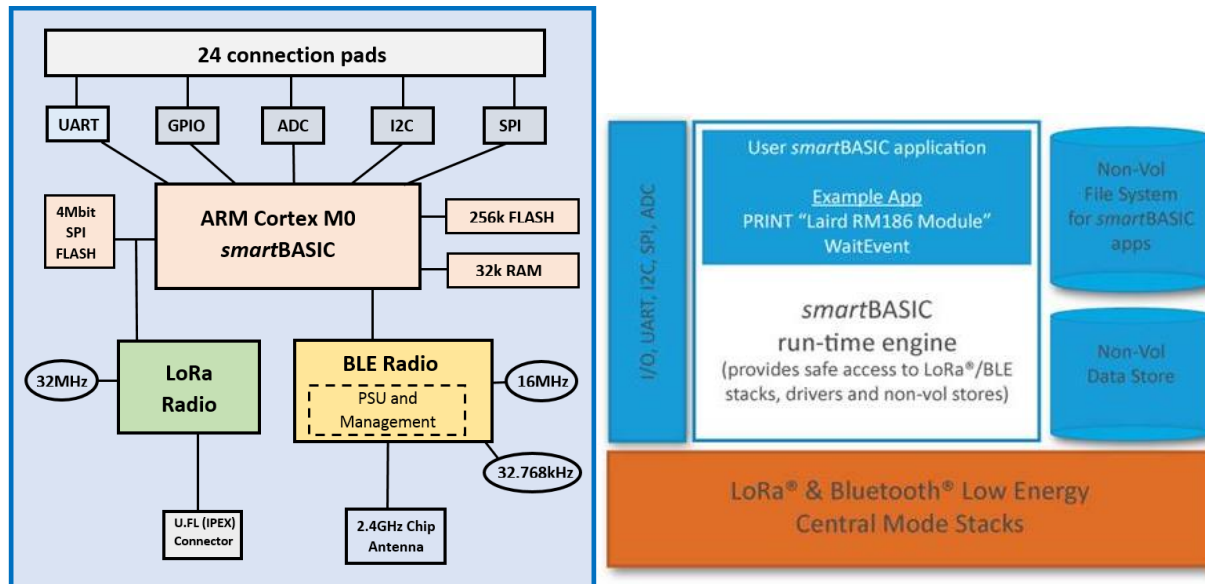 24 connection pads
UART
GPIO
ADC
I2C
SPI
4Mbit
SPI
FLASH
ARM Cortex M0
smartBASIC
256k FLASH
32k RAM
32MHz
LoRa
Radio
BLE Radio
PSU and
Management
16MHz
32.768kHz
U.FL (IPEX)
Connector
2.4GHz Chip
Antenna
I/O, UART, I2C, SPI, ADC
User smartBASIC application
Example App
PRINT “Laird RM186 Module”
WaitEvent
smartBASIC
run-time engine
(provides safe access to LoRa®/BLE
stacks, drivers and non-vol stores)
Non-Vol
File System
for smartBASIC
apps
Non-Vol
Data Store
LoRa® & Bluetooth® Low Energy
Central Mode Stacks